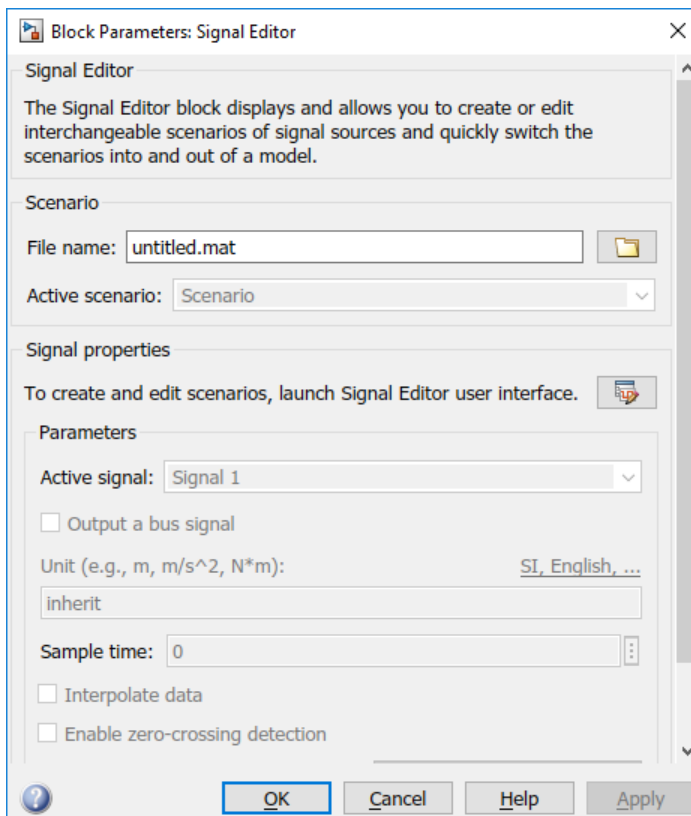 Block Parameters: Signal Editor
Signal Editor
The Signal Editor block displays and allows you to create or edit
interchangeable scenarios of signal sources and quickly switch the
scenarios into and out of a model.
Scenario
File name: untitled.mat
Active scenario: Scenario
Signal properties
To create and edit scenarios, launch Signal Editor user interface.
Parameters
Active signal: Signal 1
Output a bus signal
Unit (e.g., m, m/s^2, N*m): SI, English, ...
inherit
Sample time: 0
Interpolate data
Enable zero-crossing detection
OK Cancel Help Apply